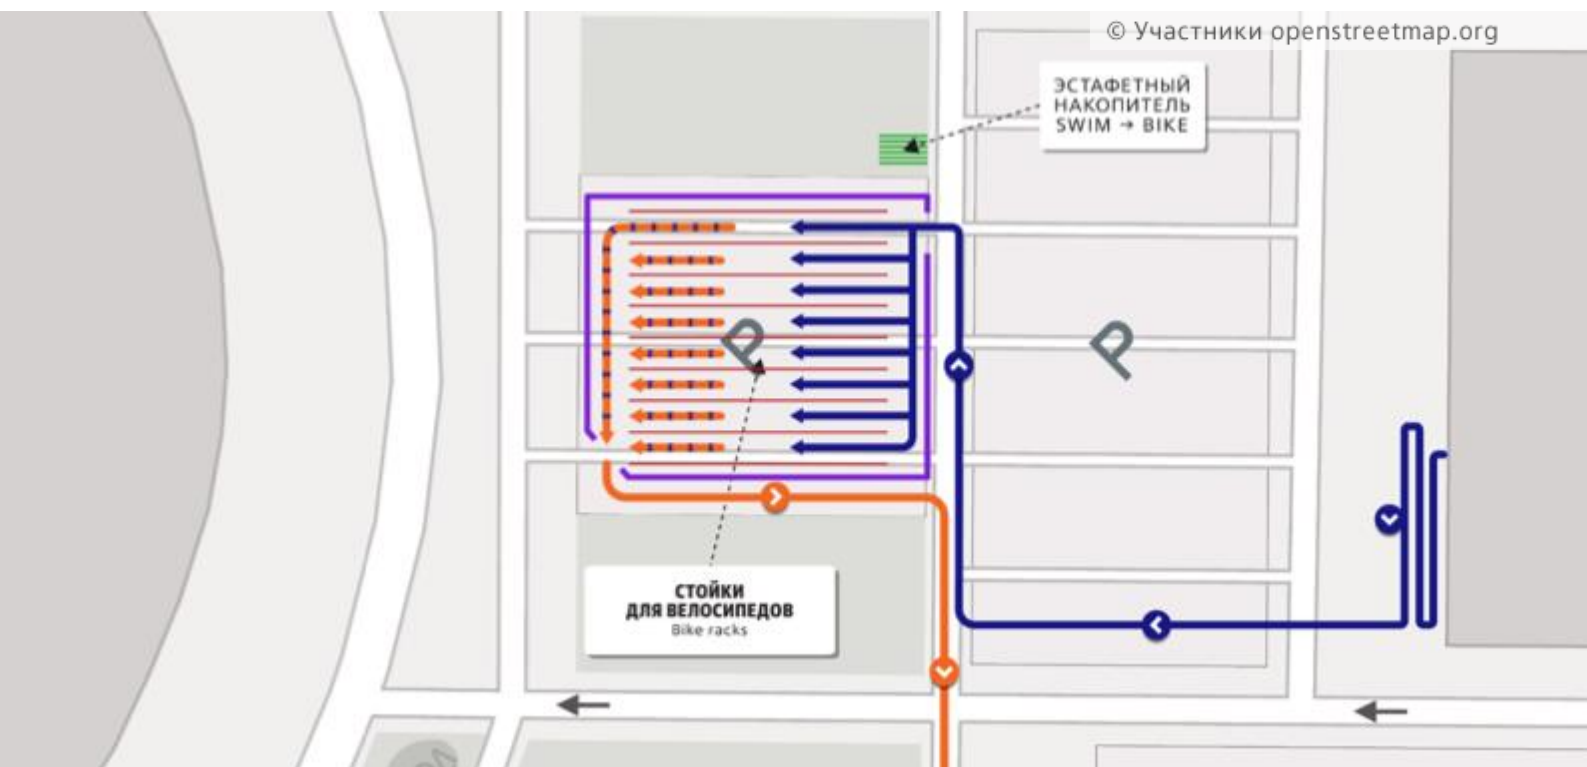 © Участники openstreetmap.org
ЭСТАФЕТНЫЙ
НАКОПИТЕЛЬ
SWIM → BIKE
P
P
СТОЙКИ
ДЛЯ ВЕЛОСИПЕДОВ
Bike racks